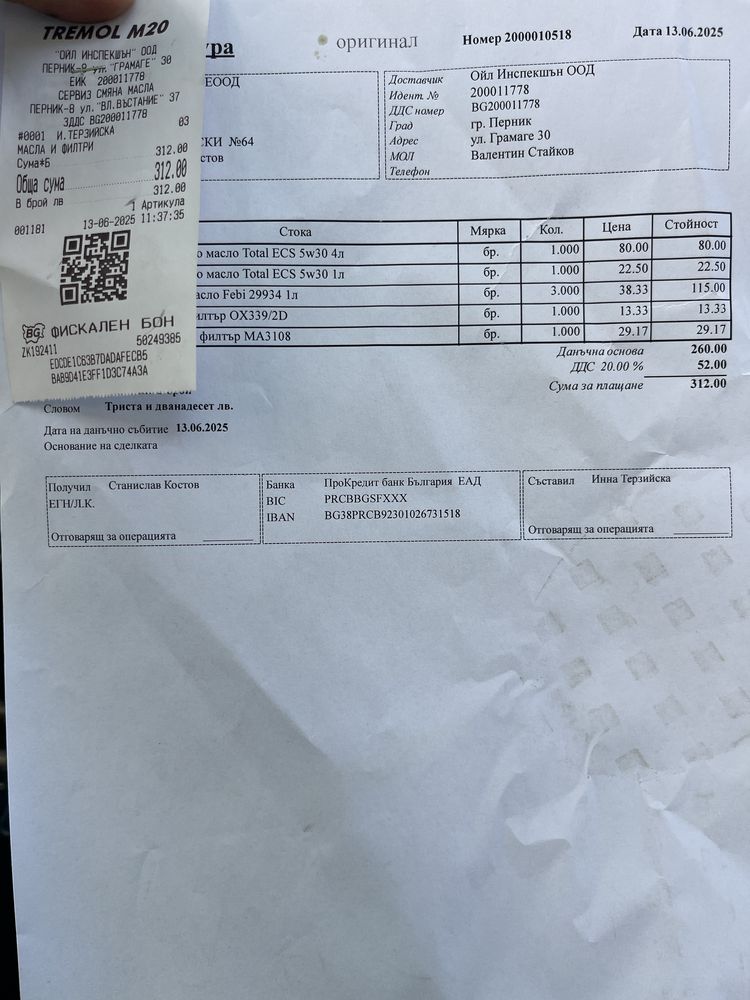 TREMOL M20
"ОЙЛ ИНСПЕКШЪН" ООД
ПЕРНИК-8 ул."ГРАМАГЕ" 30
ЕИК 200011778
СЕРВИЗ СМЯНА МАСЛА
ПЕРНИК-8 ул."ВЛ.ВЪСТАНИЕ" 37
ЗДДС BG200011778
#0001 И.ТЕРЗИЙСКА 03
МАСЛА И ФИЛТРИ 312.00
Сума*Б 312.00
Обща сума 312.00
В брой лв 312.00
1 Артикула
001181 13-06-2025 11:37:35
BG ФИСКАЛЕН БОН
ZK192411 50249385
EDCDE1C63B7DADAFECB5
BAB9D41E3FF1D3C74A3A
ура оригинал Номер 2000010518 Дата 13.06.2025
ЕООД
СКИ №64
стов
Доставчик Ойл Инспекшън ООД
Идент. № 200011778
ДДС номер BG200011778
Град гр. Перник
Адрес ул. Грамаге 30
МОЛ Валентин Стайков
Телефон
Стока Мярка Кол. Цена Стойност
о масло Total ECS 5w30 4л бр. 1.000 80.00 80.00
о масло Total ECS 5w30 1л бр. 1.000 22.50 22.50
асло Febi 29934 1л бр. 3.000 38.33 115.00
лтър OX339/2D бр. 1.000 13.33 13.33
филтър MA3108 бр. 1.000 29.17 29.17
Данъчна основа 260.00
ДДС 20.00 % 52.00
Сума за плащане 312.00
Словом Триста и дванадесет лв.
Дата на данъчно събитие 13.06.2025
Основание на сделката
Получил Станислав Костов
ЕГН/Л.К.
Отговарящ за операцията
Банка ПроКредит банк България ЕАД
BIC PRCBBGSFXXX
IBAN BG38PRCB92301026731518
Съставил Инна Терзийска
Отговарящ за операцията